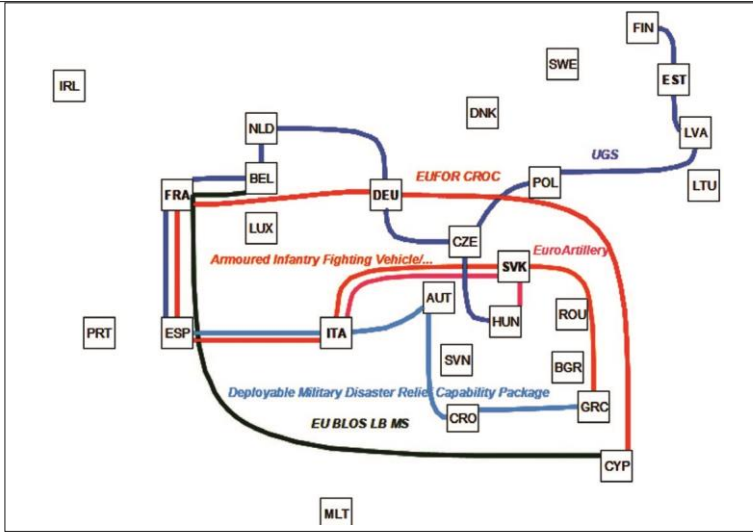 FIN
SWE
EST
IRL
DNK
NLD
LVA
UGS
BEL
EUFOR CROC
POL
LTU
FRA
DEU
LUX
CZE
Armoured Infantry Fighting Vehicle/...
EuroArtillery
SVK
AUT
ROU
HUN
PRT
ESP
ITA
SVN
BGR
Deployable Military Disaster Relief Capability Package
GRC
CRO
EU BLOS LB MS
CYP
MLT